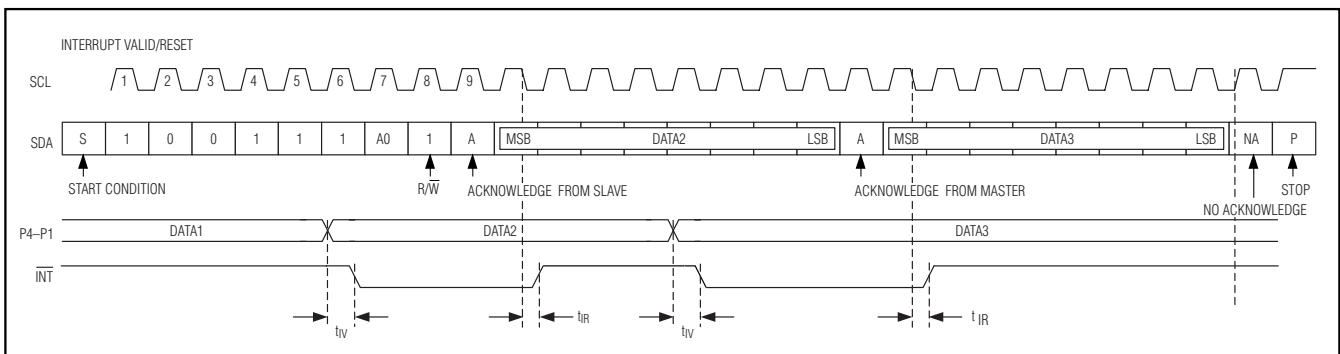 INTERRUPT VALID/RESET
SCL 1 2 3 4 5 6 7 8 9
SDA S 1 0 0 1 1 1 A0 1 A MSB DATA2 LSB A MSB DATA3 LSB NA P
START CONDITION R/W̅ ACKNOWLEDGE FROM SLAVE ACKNOWLEDGE FROM MASTER STOP
NO ACKNOWLEDGE
P4–P1 DATA1 DATA2 DATA3
I̅N̅T̅
tIV tIR tIV tIR